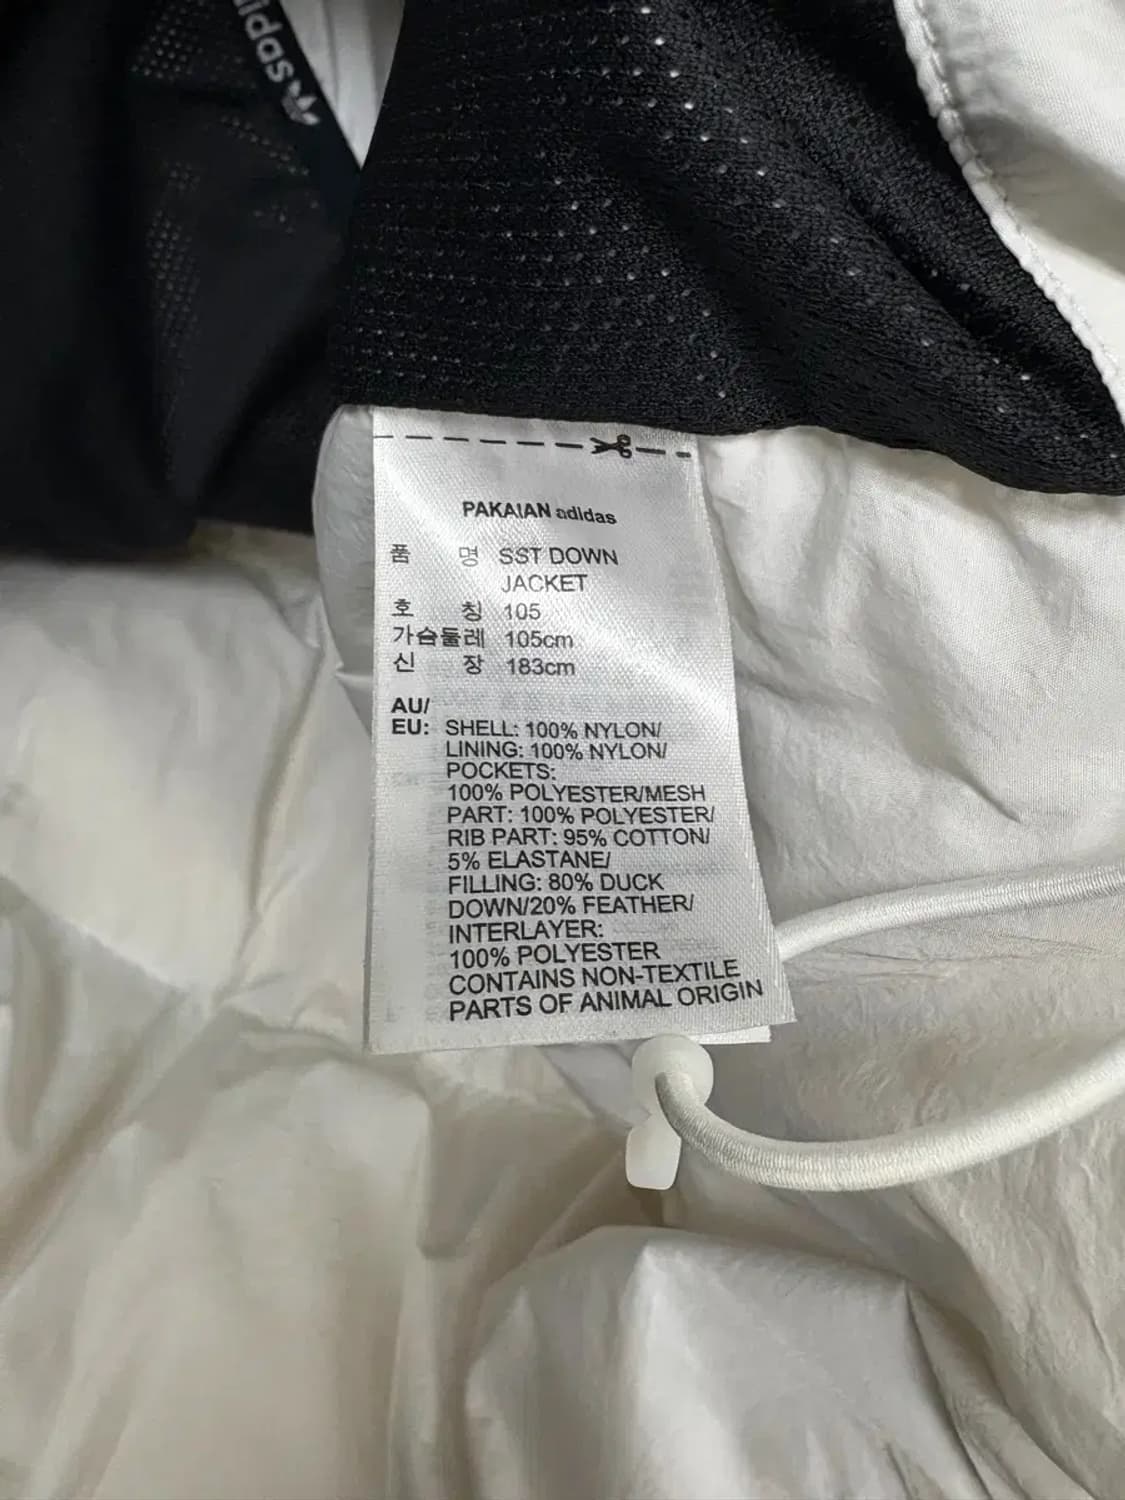 adidas
PAKAIAN adidas
품 명 SST DOWN
JACKET
호 칭 105
가슴둘레 105cm
신 장 183cm
AU/
EU: SHELL: 100% NYLON/
LINING: 100% NYLON/
POCKETS:
100% POLYESTER/MESH
PART: 100% POLYESTER/
RIB PART: 95% COTTON/
5% ELASTANE/
FILLING: 80% DUCK
DOWN/20% FEATHER/
INTERLAYER:
100% POLYESTER
CONTAINS NON-TEXTILE
PARTS OF ANIMAL ORIGIN